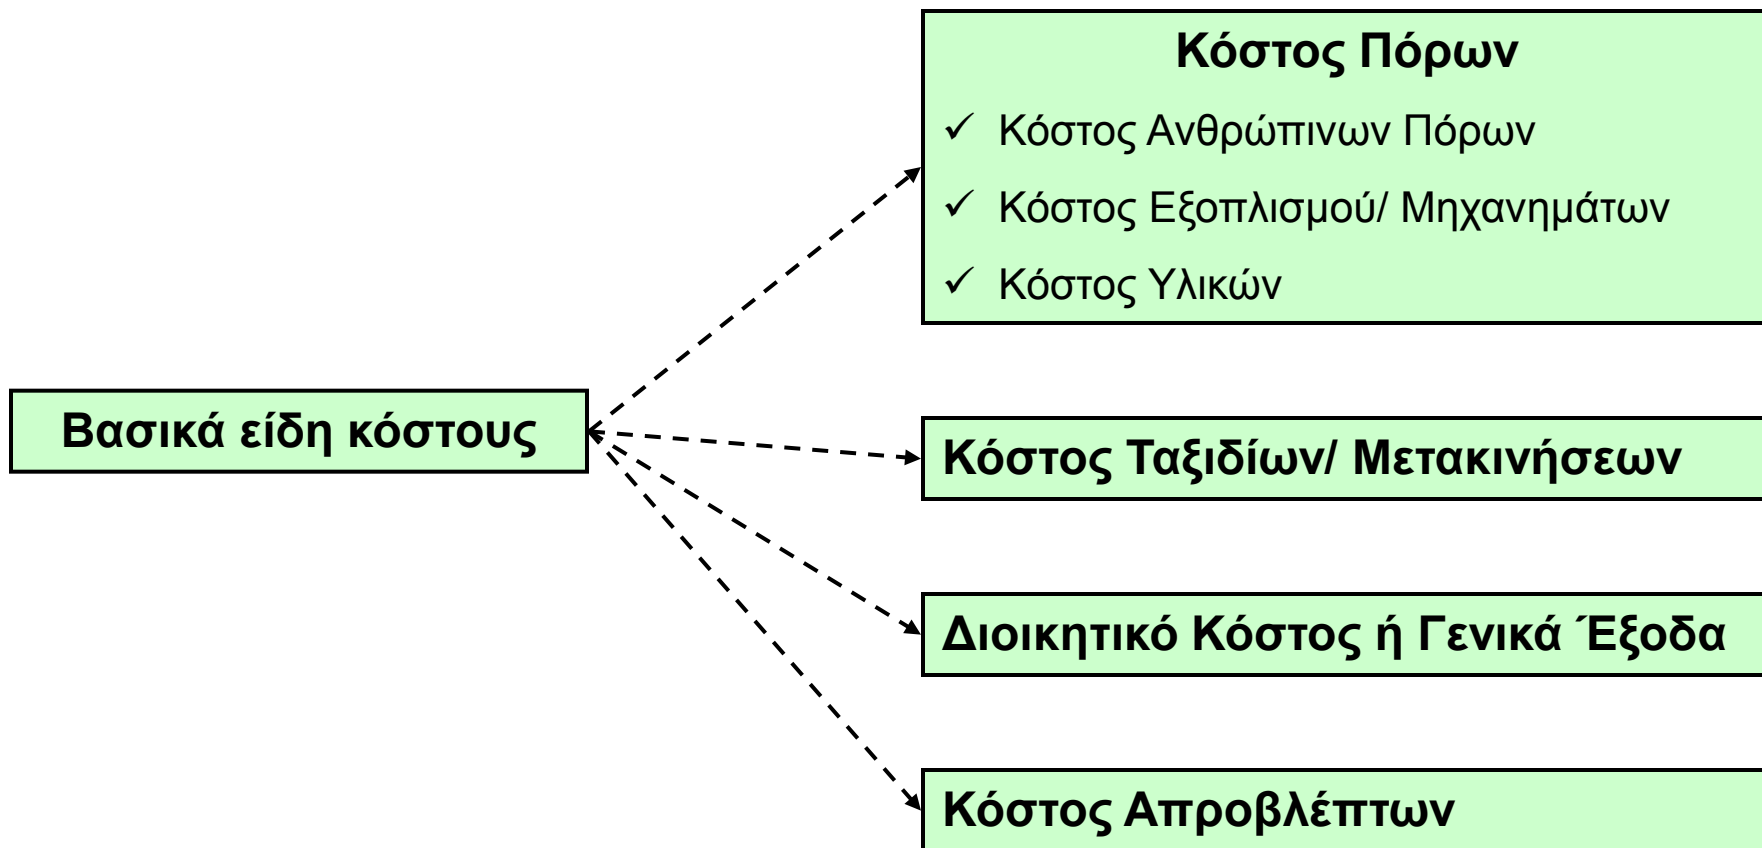 Κόστος Πόρων
✓ Κόστος Ανθρώπινων Πόρων
✓ Κόστος Εξοπλισμού/ Μηχανημάτων
✓ Κόστος Υλικών
Βασικά είδη κόστους
Κόστος Ταξιδίων/ Μετακινήσεων
Διοικητικό Κόστος ή Γενικά Έξοδα
Κόστος Απροβλέπτων